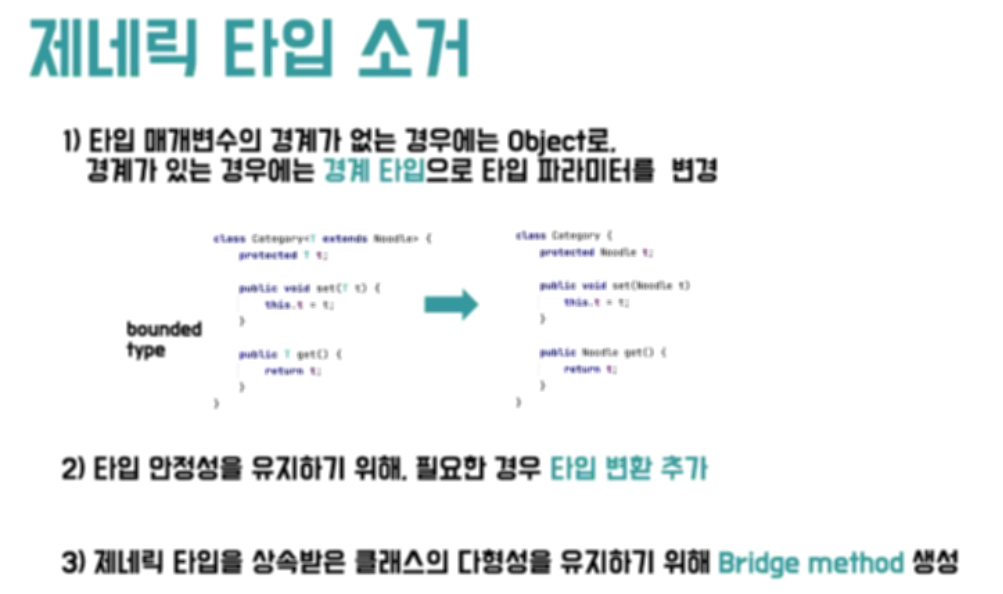 제네릭 타입 소거
1) 타입 매개변수의 경계가 없는 경우에는 Object로,
경계가 있는 경우에는 경계 타입으로 타입 파라미터를 변경
class Category<T extends Noodle> {
protected T t;
public void set(T t) {
this.t = t;
}
public T get() {
return t;
}
}
bounded
type
class Category {
protected Noodle t;
public void set(Noodle t)
this.t = t;
}
public Noodle get() {
return t;
}
}
2) 타입 안정성을 유지하기 위해, 필요한 경우 타입 변환 추가
3) 제네릭 타입을 상속받은 클래스의 다형성을 유지하기 위해 Bridge method 생성